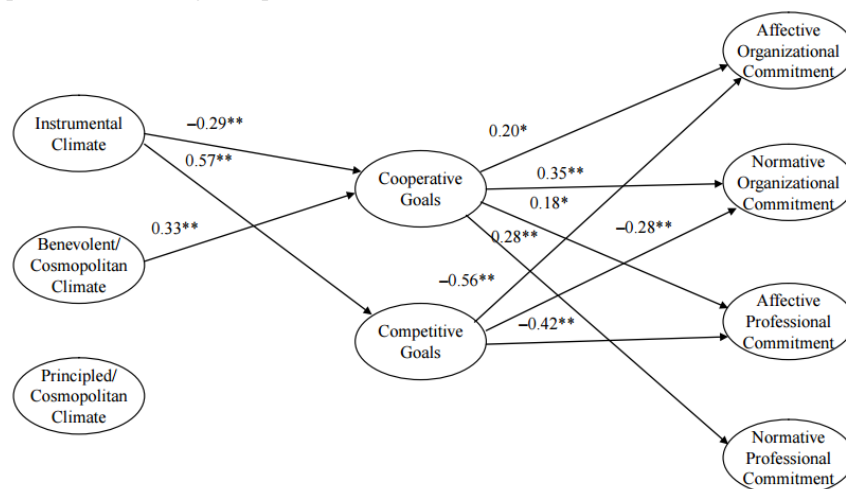 Affective
Organizational
Commitment
Instrumental
Climate
−0.29**
0.57**
0.20*
Cooperative
Goals
0.35**
0.18*
Normative
Organizational
Commitment
Benevolent/
Cosmopolitan
Climate
0.33**
0.28**
−0.28**
−0.56**
Competitive
Goals
−0.42**
Affective
Professional
Commitment
Principled/
Cosmopolitan
Climate
Normative
Professional
Commitment